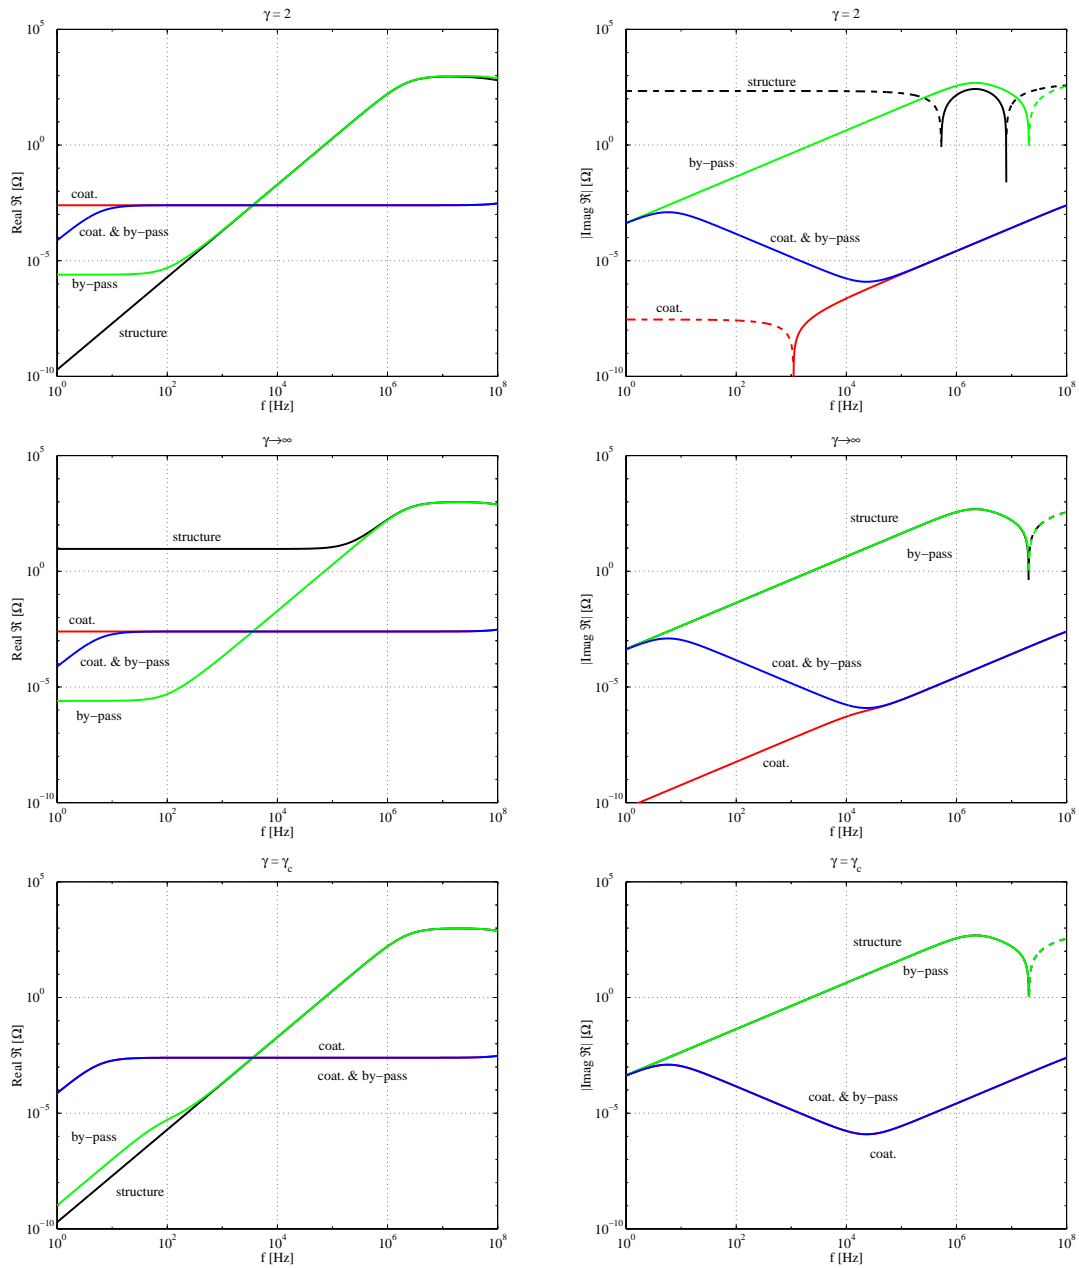 γ = 2
Real ℜ [Ω]
10^5
10^0
10^−5
10^−10
coat.
coat. & by−pass
by−pass
structure
10^0 10^2 10^4 10^6 10^8
f [Hz]
γ = 2
|Imag ℜ| [Ω]
10^5
10^0
10^−5
10^−10
structure
by−pass
coat. & by−pass
coat.
10^0 10^2 10^4 10^6 10^8
f [Hz]
γ→∞
Real ℜ [Ω]
10^5
10^0
10^−5
10^−10
structure
coat.
coat. & by−pass
by−pass
10^0 10^2 10^4 10^6 10^8
f [Hz]
γ→∞
|Imag ℜ| [Ω]
10^5
10^0
10^−5
10^−10
structure
by−pass
coat. & by−pass
coat.
10^0 10^2 10^4 10^6 10^8
f [Hz]
γ = γ_c
Real ℜ [Ω]
10^5
10^0
10^−5
10^−10
coat.
coat. & by−pass
by−pass
structure
10^0 10^2 10^4 10^6 10^8
f [Hz]
γ = γ_c
|Imag ℜ| [Ω]
10^5
10^0
10^−5
10^−10
structure
by−pass
coat. & by−pass
coat.
10^0 10^2 10^4 10^6 10^8
f [Hz]